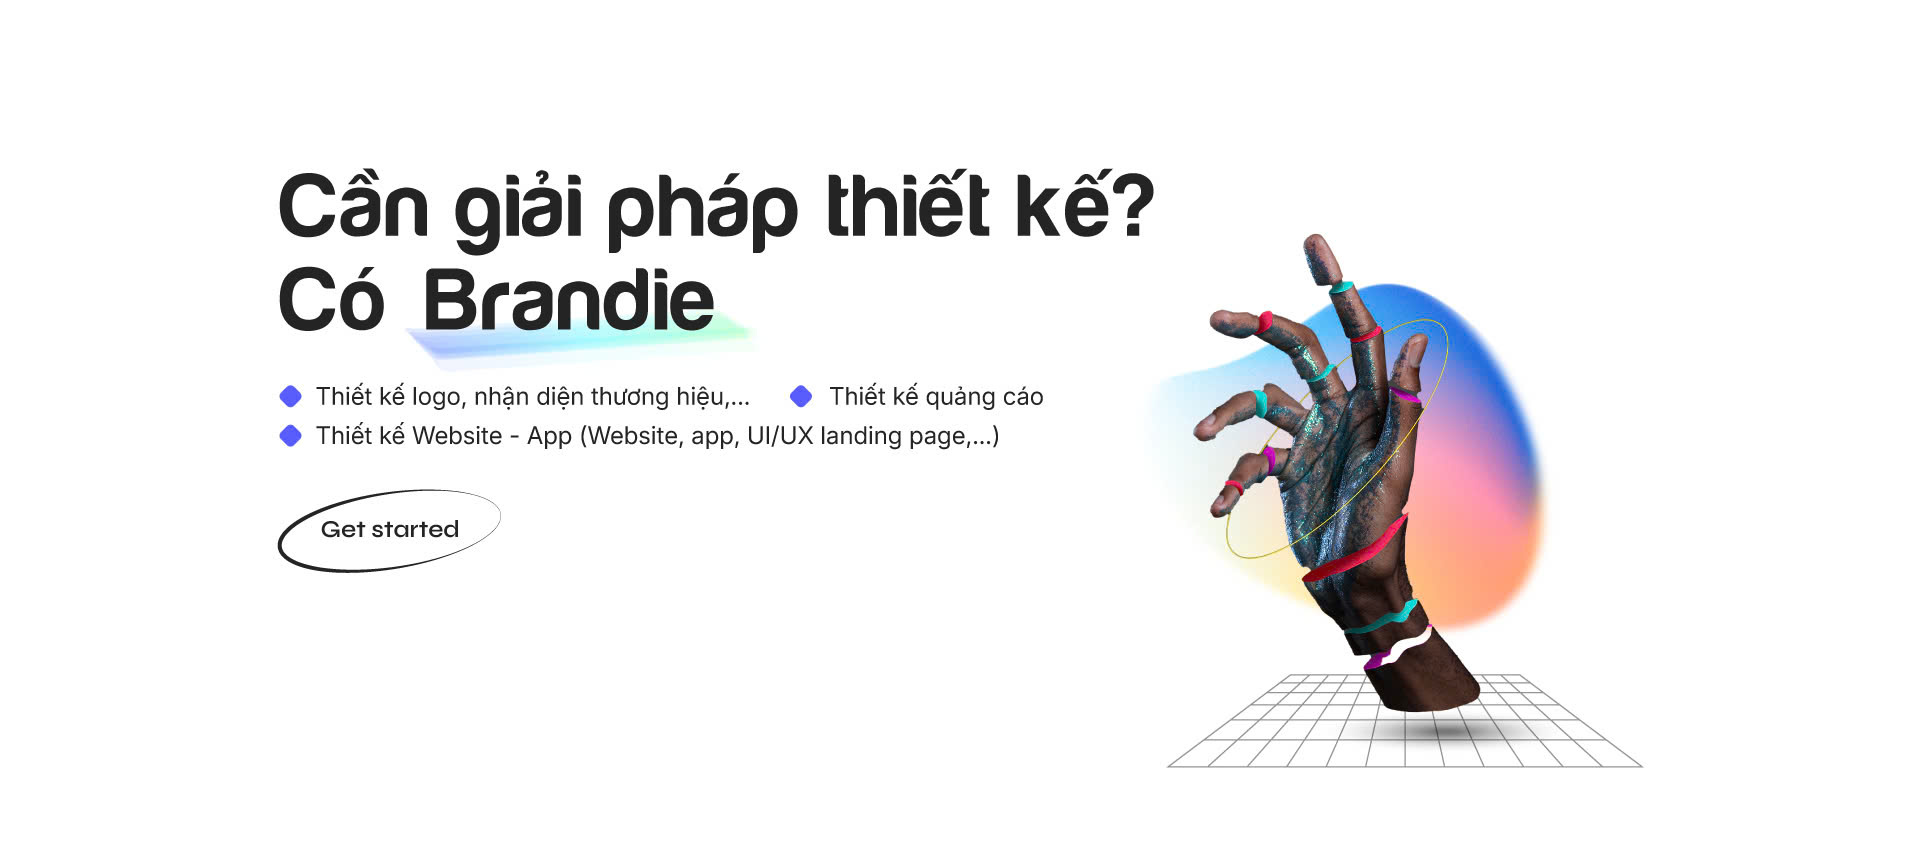 Cần giải pháp thiết kế?
Có Brandie
Thiết kế logo, nhận diện thương hiệu,... Thiết kế quảng cáo
Thiết kế Website - App (Website, app, UI/UX landing page,...)
Get started